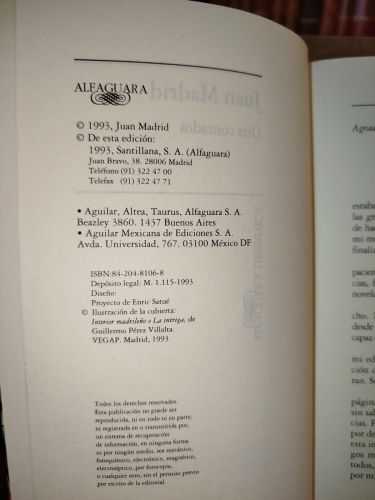 ALFAGUARA
© 1993, Juan Madrid
© De esta edición:
1993, Santillana, S. A. (Alfaguara)
Juan Bravo, 38. 28006 Madrid
Teléfono (91) 322 47 00
Telefax (91) 322 47 71
• Aguilar, Altea, Taurus, Alfaguara S. A.
Beazley 3860. 1437 Buenos Aires
• Aguilar Mexicana de Ediciones S. A.
Avda. Universidad, 767. 03100 México DF
ISBN:84-204-8106-8
Depósito legal: M. 1.115-1993
Diseño:
Proyecto de Enric Satué
© Ilustración de la cubierta:
Interior madrileño o La intriga, de
Guillermo Pérez Villalta.
VEGAP. Madrid, 1993
Todos los derechos reservados.
Esta publicación no puede ser
reproducida, ni en todo ni en parte,
ni registrada en o transmitida por,
un sistema de recuperación
de información, en ninguna forma
ni por ningún medio, sea mecánico,
fotoquímico, electrónico, magnético,
electroóptico, por fotocopia,
o cualquier otro, sin el permiso previo
por escrito de la editorial.